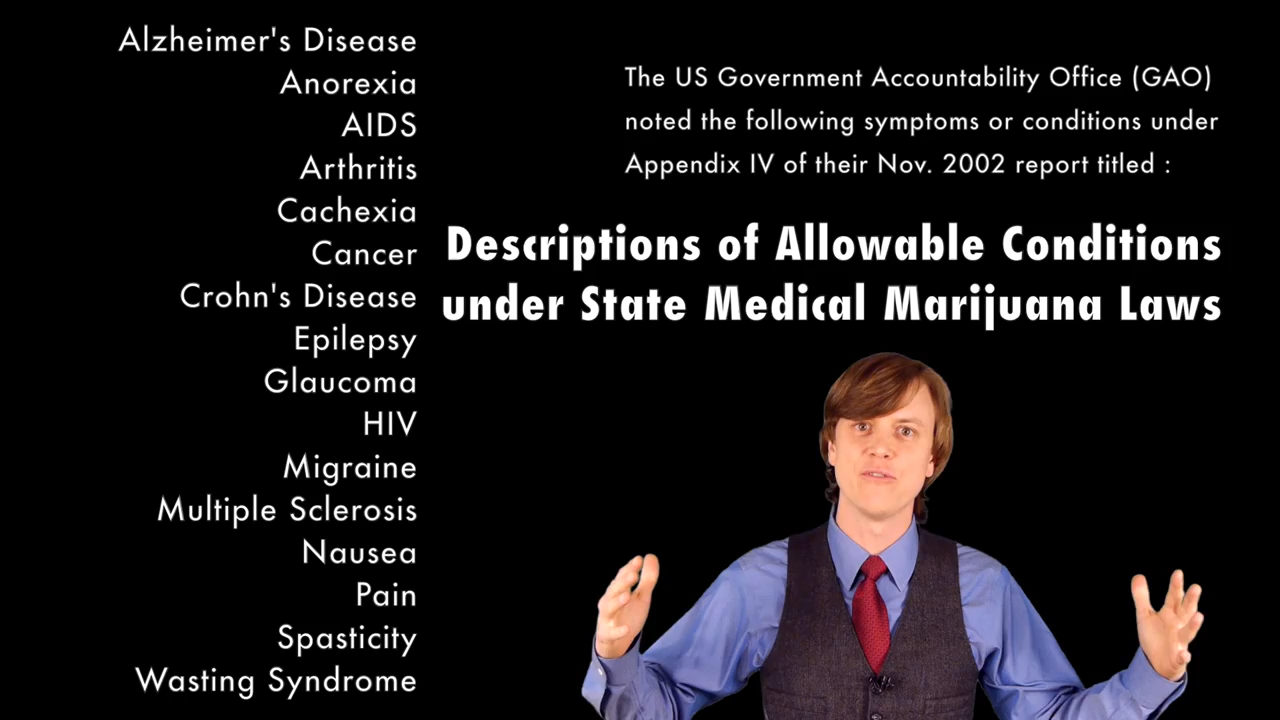 Alzheimer's Disease
Anorexia
AIDS
Arthritis
Cachexia
Cancer
Crohn's Disease
Epilepsy
Glaucoma
HIV
Migraine
Multiple Sclerosis
Nausea
Pain
Spasticity
Wasting Syndrome
The US Government Accountability Office (GAO)
noted the following symptoms or conditions under
Appendix IV of their Nov. 2002 report titled :
Descriptions of Allowable Conditions
under State Medical Marijuana Laws